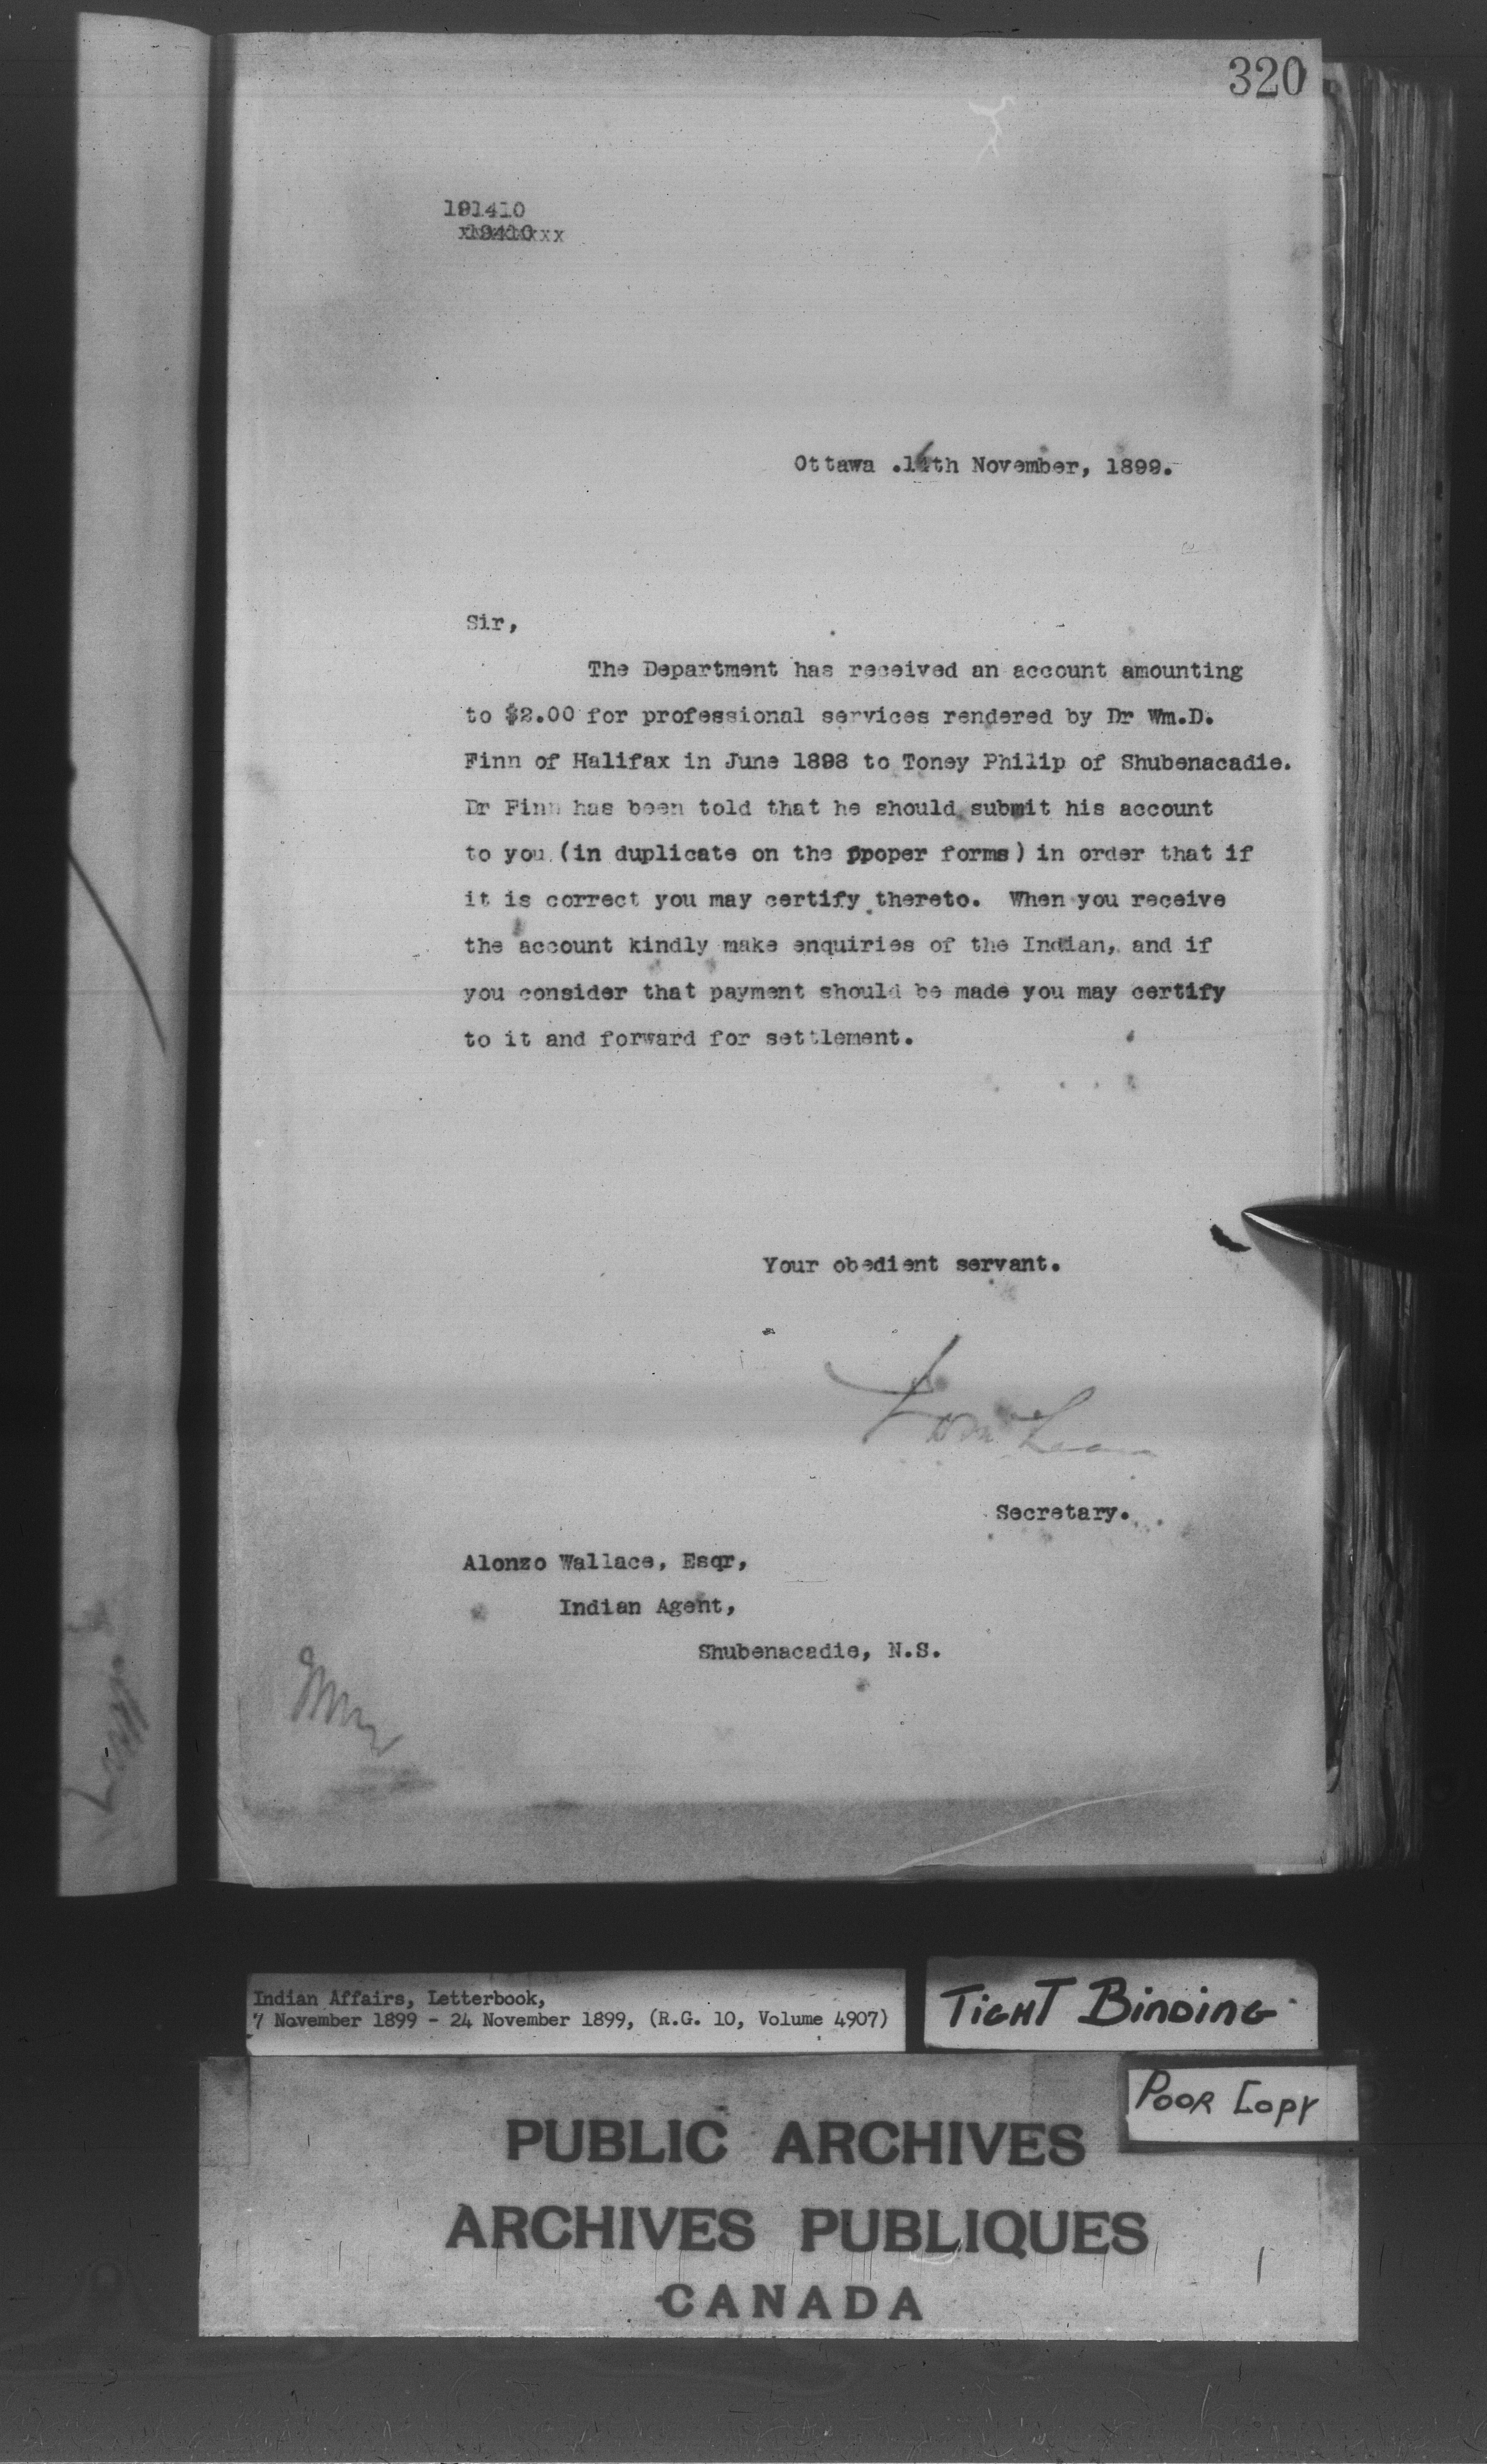 320
191410
Ottawa .16th November, 1899.
Sir,
The Department has received an account amounting
to $2.00 for professional services rendered by Dr Wm.D.
Finn of Halifax in June 1898 to Toney Philip of Shubenacadie.
Dr Finn has been told that he should submit his account
to you (in duplicate on the proper forms) in order that if
it is correct you may certify thereto. When you receive
the account kindly make enquiries of the Indian, and if
you consider that payment should be made you may certify
to it and forward for settlement.
Your obedient servant.
Secretary.
Alonzo Wallace, Esqr,
Indian Agent,
Shubenacadie, N.S.
Indian Affairs, Letterbook,
7 November 1899 - 24 November 1899, (R.G. 10, Volume 4907)
TIGHT BINDING
POOR COPY
PUBLIC ARCHIVES
ARCHIVES PUBLIQUES
CANADA